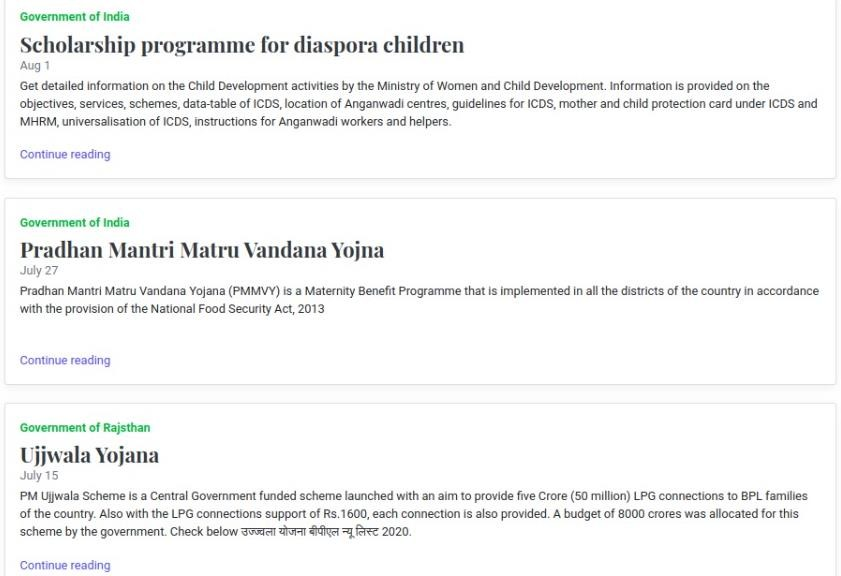 Government of India
Scholarship programme for diaspora children
Aug 1
Get detailed information on the Child Development activities by the Ministry of Women and Child Development. Information is provided on the
objectives, services, schemes, data-table of ICDS, location of Anganwadi centres, guidelines for ICDS, mother and child protection card under ICDS and
MHRM, universalisation of ICDS, instructions for Anganwadi workers and helpers.
Continue reading
Government of India
Pradhan Mantri Matru Vandana Yojna
July 27
Pradhan Mantri Matru Vandana Yojana (PMMVY) is a Maternity Benefit Programme that is implemented in all the districts of the country in accordance
with the provision of the National Food Security Act, 2013
Continue reading
Government of Rajsthan
Ujjwala Yojana
July 15
PM Ujjwala Scheme is a Central Government funded scheme launched with an aim to provide five Crore (50 million) LPG connections to BPL families
of the country. Also with the LPG connections support of Rs.1600, each connection is also provided. A budget of 8000 crores was allocated for this
scheme by the government. Check below उज्ज्वला योजना बीपीएल न्यू लिस्ट 2020.
Continue reading